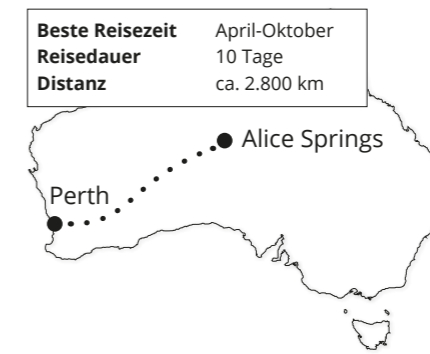 Beste Reisezeit April-Oktober
Reisedauer 10 Tage
Distanz ca. 2.800 km
Alice Springs
Perth